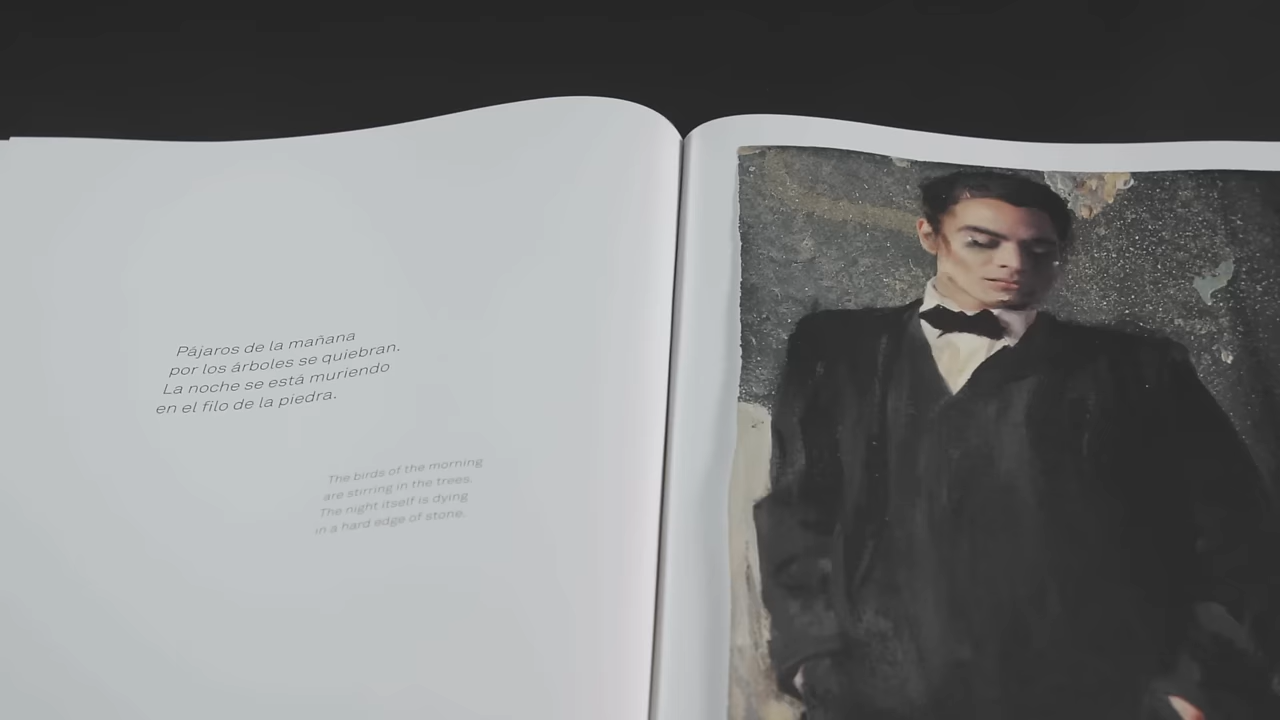 Pájaros de la mañana
por los árboles se quiebran.
La noche se está muriendo
en el filo de la piedra.
The birds of the morning
are stirring in the trees.
The night itself is dying
in a hard edge of stone.